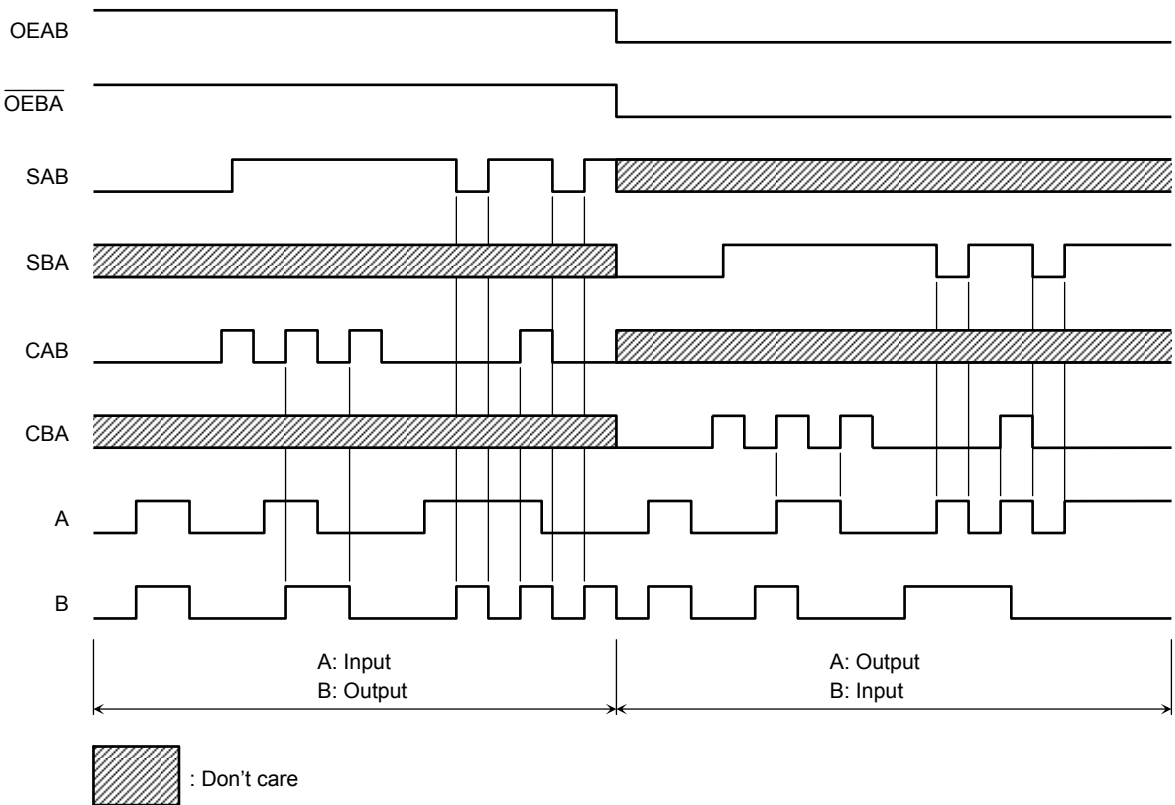 OEAB
OEBA
SAB
SBA
CAB
CBA
A
B
A: Input
B: Output
A: Output
B: Input
: Don’t care